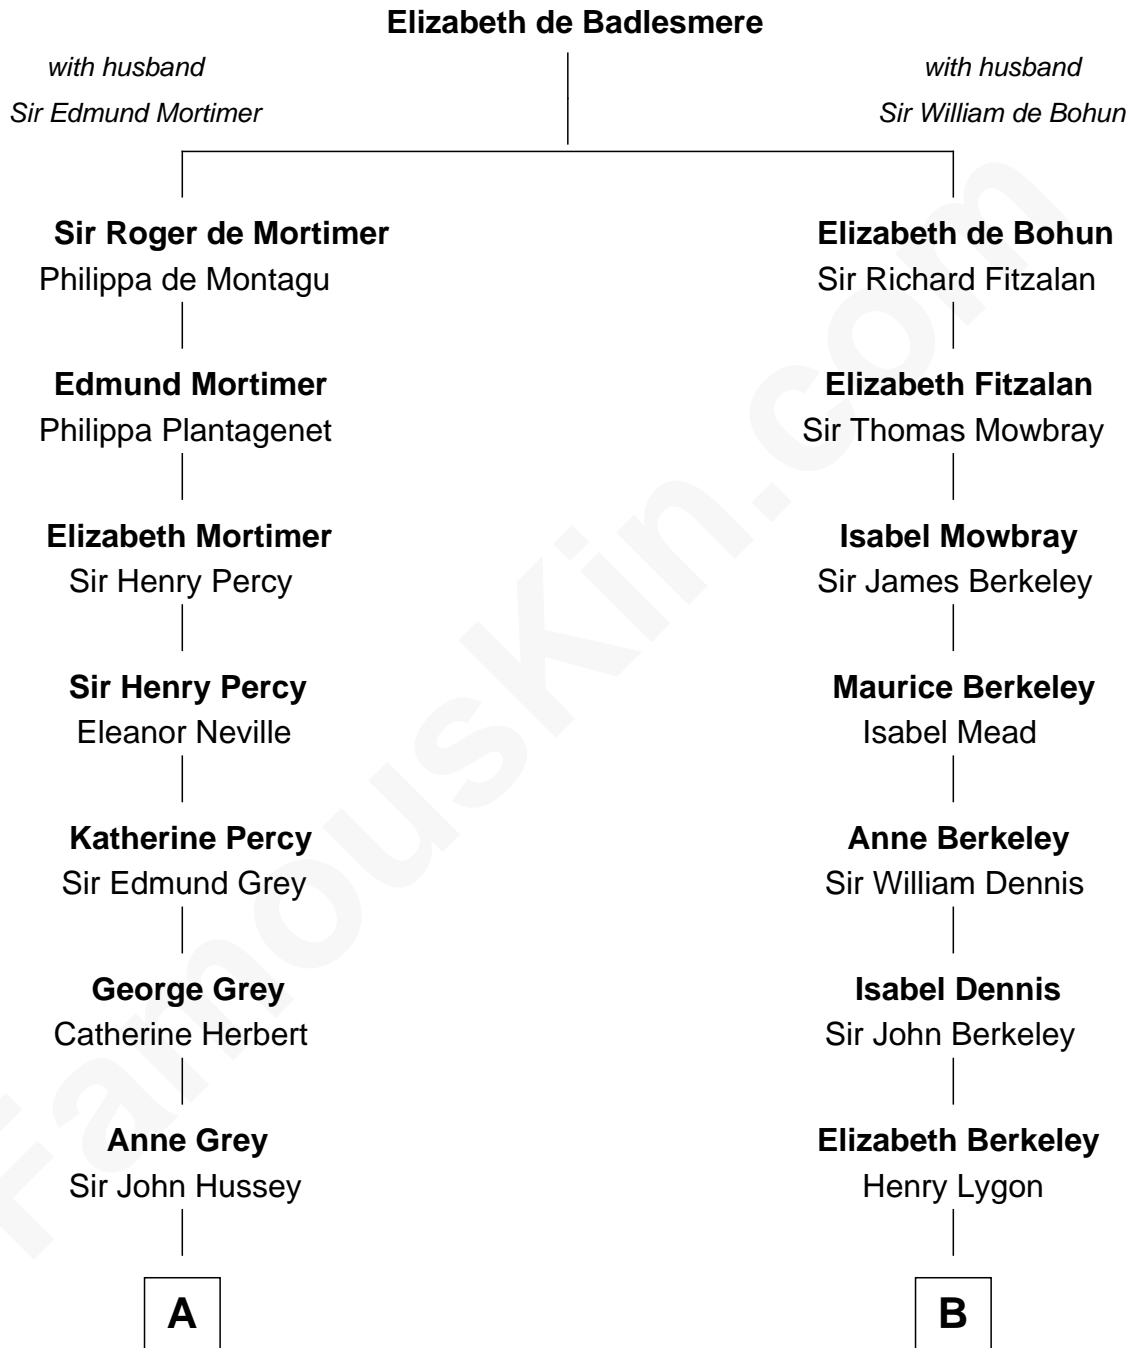 Elizabeth de Badlesmere
with husband
Sir Edmund Mortimer
with husband
Sir William de Bohun
Sir Roger de Mortimer
Philippa de Montagu
Elizabeth de Bohun
Sir Richard Fitzalan
Edmund Mortimer
Philippa Plantagenet
Elizabeth Fitzalan
Sir Thomas Mowbray
Elizabeth Mortimer
Sir Henry Percy
Isabel Mowbray
Sir James Berkeley
Sir Henry Percy
Eleanor Neville
Maurice Berkeley
Isabel Mead
Katherine Percy
Sir Edmund Grey
Anne Berkeley
Sir William Dennis
George Grey
Catherine Herbert
Isabel Dennis
Sir John Berkeley
Anne Grey
Sir John Hussey
Elizabeth Berkeley
Henry Lygon
A
B
FamousKin.com